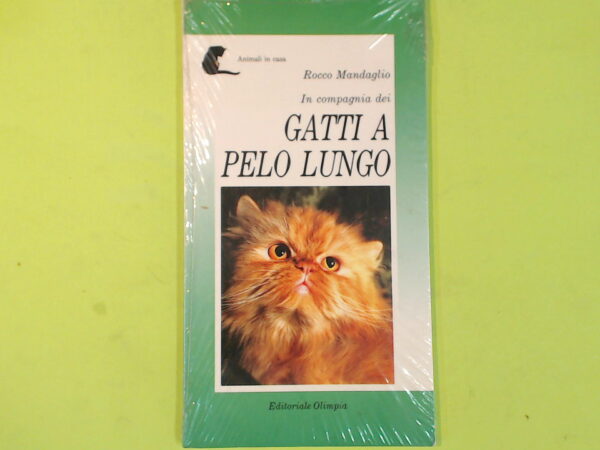 Animali in casa
Rocco Mandaglio
In compagnia dei
GATTI A
PELO LUNGO
Editoriale Olimpia